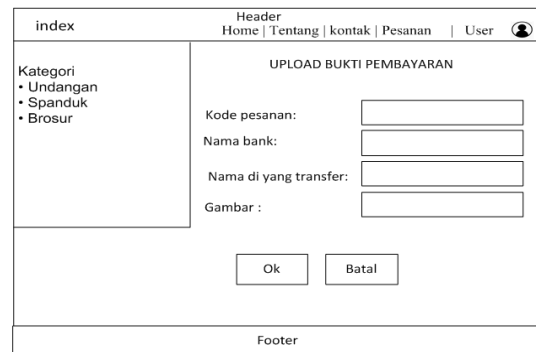 index
Header
Home | Tentang | kontak | Pesanan | User
Kategori
• Undangan
• Spanduk
• Brosur
UPLOAD BUKTI PEMBAYARAN
Kode pesanan:
Nama bank:
Nama di yang transfer:
Gambar :
Ok
Batal
Footer